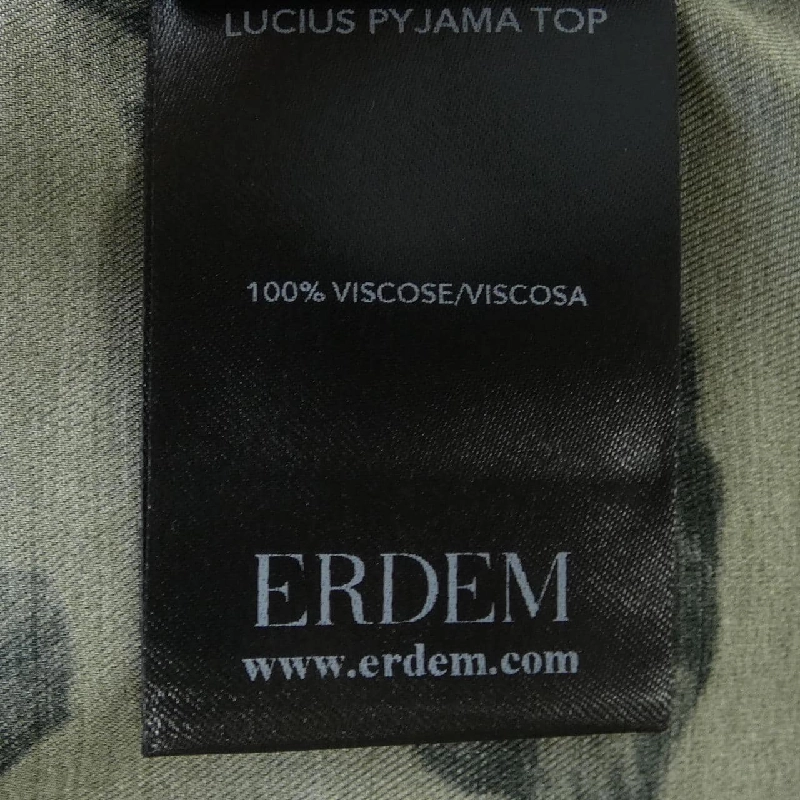 LUCIUS PYJAMA TOP
100% VISCOSE/VISCOSA
ERDEM
www.erdem.com